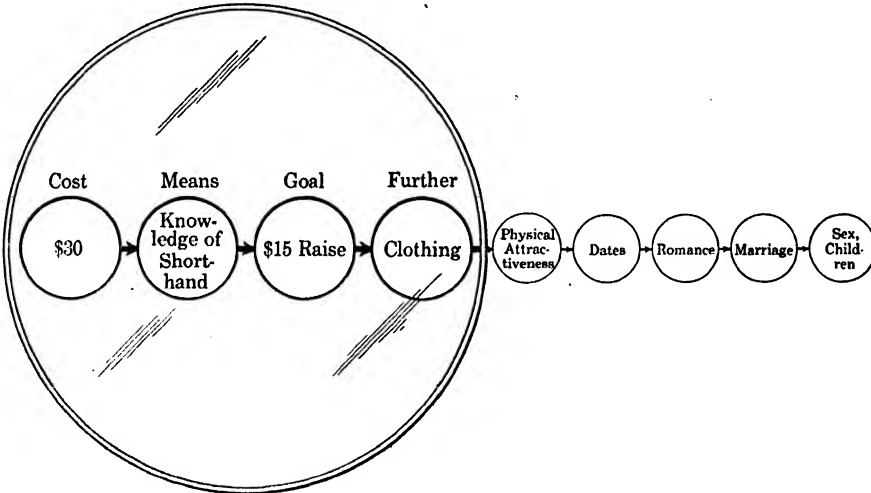 Cost Means Goal Further
$30
Know-
ledge of
Short-
hand
$15 Raise
Clothing
Physical
Attrac-
tiveness
Dates
Romance
Marriage
Sex,
Child-
ren